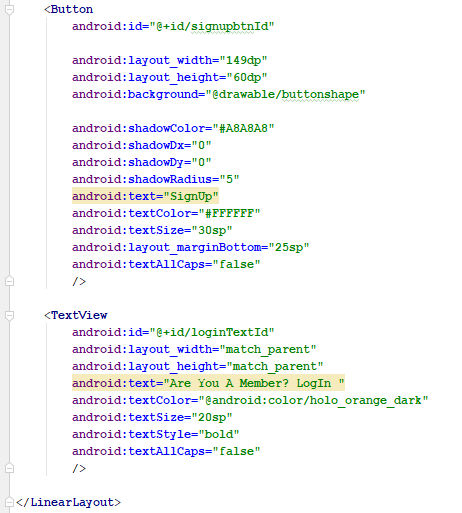 <Button
android:id="@+id/signupbtnId"
android:layout_width="149dp"
android:layout_height="60dp"
android:background="@drawable/buttonshape"
android:shadowColor="#A8A8A8"
android:shadowDx="0"
android:shadowDy="0"
android:shadowRadius="5"
android:text="SignUp"
android:textColor="#FFFFFF"
android:textSize="30sp"
android:layout_marginBottom="25sp"
android:textAllCaps="false"
/>
<TextView
android:id="@+id/loginTextId"
android:layout_width="match_parent"
android:layout_height="match_parent"
android:text="Are You A Member? LogIn "
android:textColor="@android:color/holo_orange_dark"
android:textSize="20sp"
android:textStyle="bold"
android:textAllCaps="false"
/>
</LinearLayout>